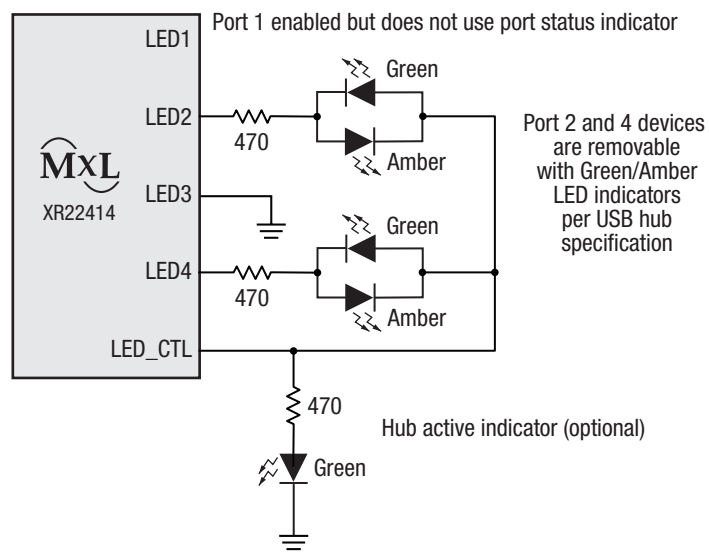 Port 1 enabled but does not use port status indicator
LED1
Green
LED2
470
Amber
Port 2 and 4 devices
are removable
with Green/Amber
LED indicators
per USB hub
specification
MxL
XR22414
LED3
Green
LED4
470
Amber
LED_CTL
470
Hub active indicator (optional)
Green